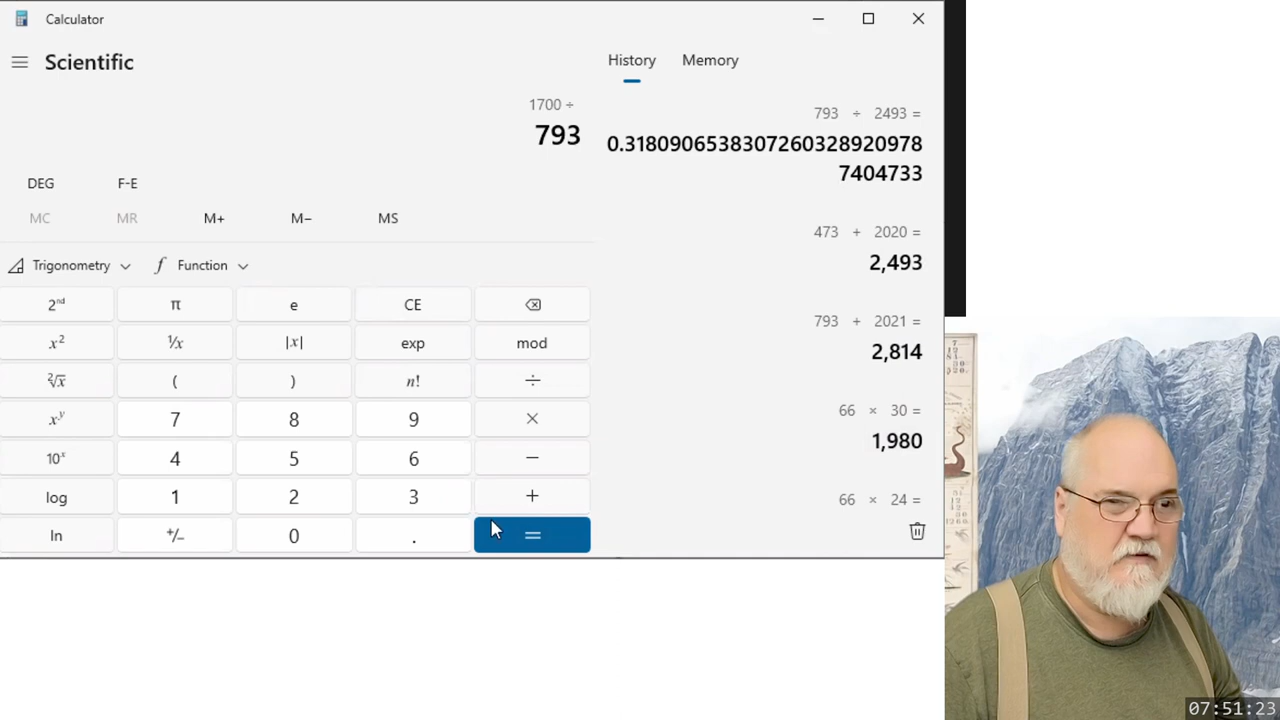 Calculator
Scientific
1700 ÷
793
DEG F-E
MC MR M+ M− MS
Trigonometry f Function
2nd π e CE
x² ¹/x |x| exp mod
²√x ( ) n! ÷
xʸ 7 8 9 ×
10ˣ 4 5 6 −
log 1 2 3 +
ln +/− 0 . =
History Memory
793 ÷ 2493 =
0.3180906538307260328920978
7404733
473 + 2020 =
2,493
793 + 2021 =
2,814
66 × 30 =
1,980
66 × 24 =
07:51:23